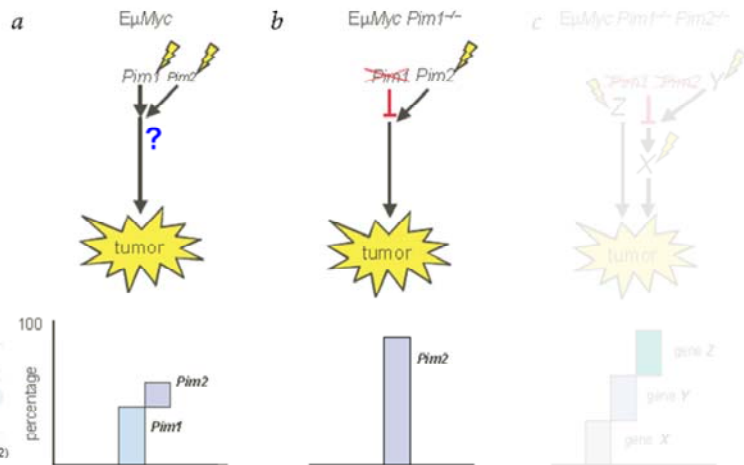 a EμMyc
b EμMyc Pim1–/–
c EμMyc Pim1–/– Pim2–/–
Pim1 Pim2
Pim1 Pim2
Pim1 Pim2 Y
Z
?
X
tumor
tumor
tumor
100
percentage
Pim2
Pim1
Pim2
gene Z
gene Y
gene X
2)